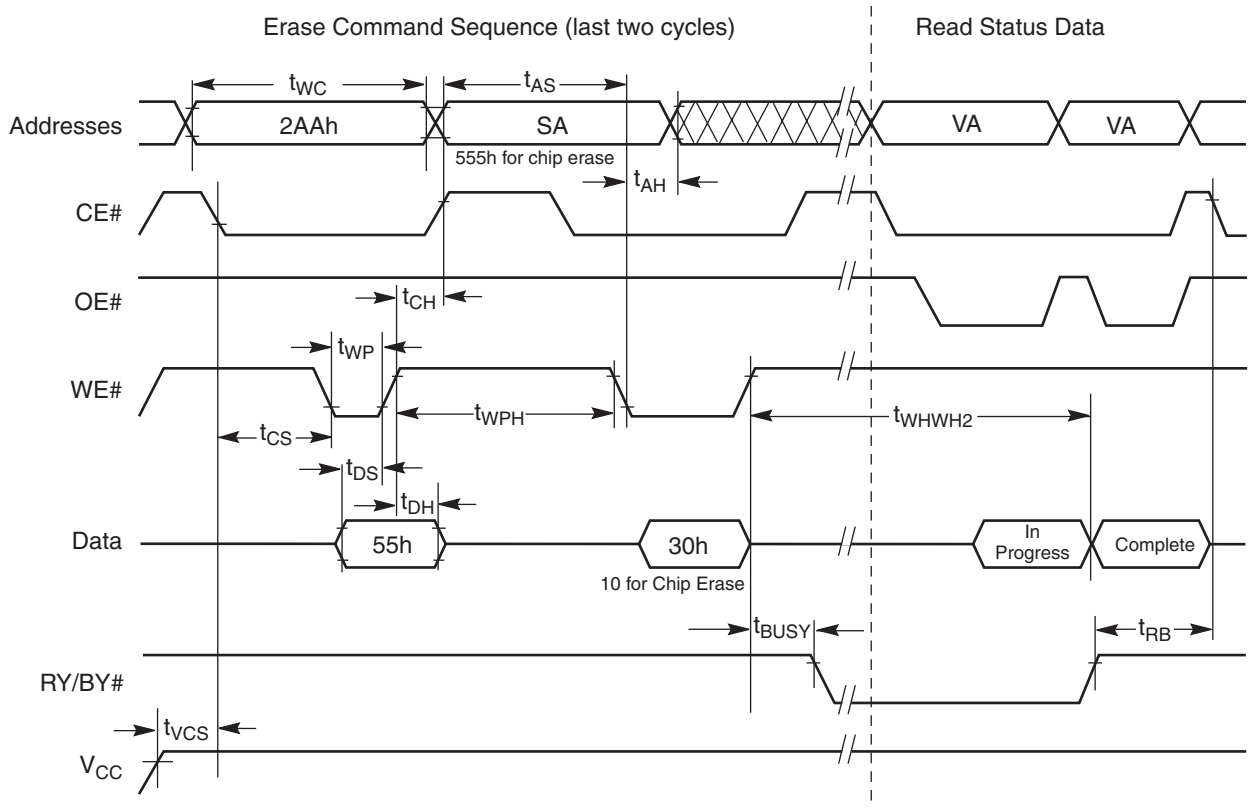 Erase Command Sequence (last two cycles)
Read Status Data
tWC
tAS
Addresses
2AAh
SA
VA
VA
555h for chip erase
tAH
CE#
OE#
tCH
tWP
WE#
tWPH
tWHWH2
tCS
tDS
tDH
Data
55h
30h
In
Progress
Complete
10 for Chip Erase
tBUSY
tRB
RY/BY#
tVCS
VCC